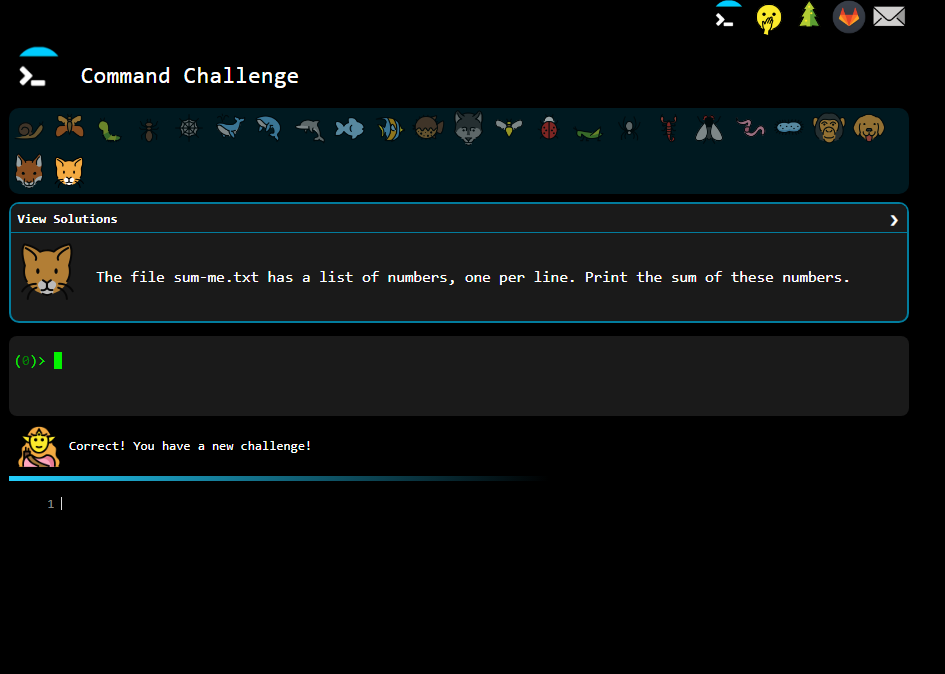 Command Challenge
View Solutions
The file sum-me.txt has a list of numbers, one per line. Print the sum of these numbers.
(0)>
Correct! You have a new challenge!
1